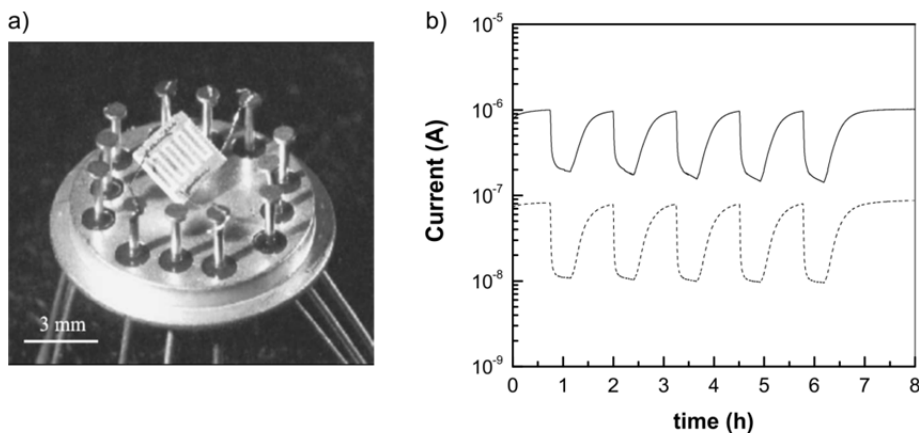 a)
3 mm
b)
10⁻⁵
10⁻⁶
10⁻⁷
10⁻⁸
10⁻⁹
Current (A)
0 1 2 3 4 5 6 7 8
time (h)